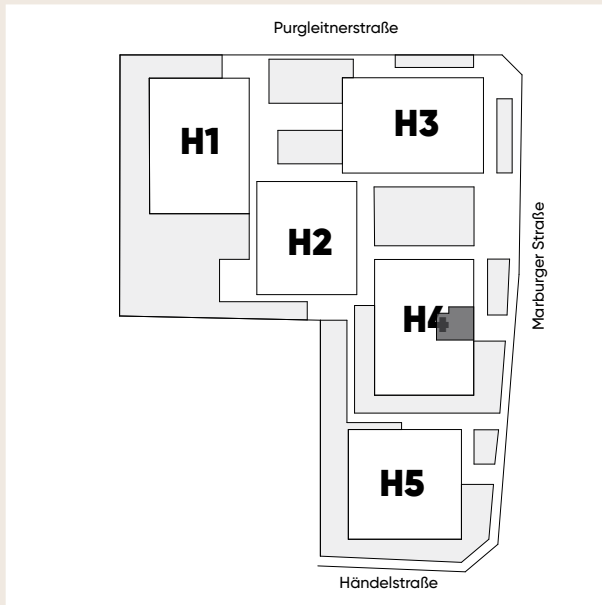 Purgleitnerstraße
H1
H3
H2
Marburger Straße
H4
H5
Händelstraße